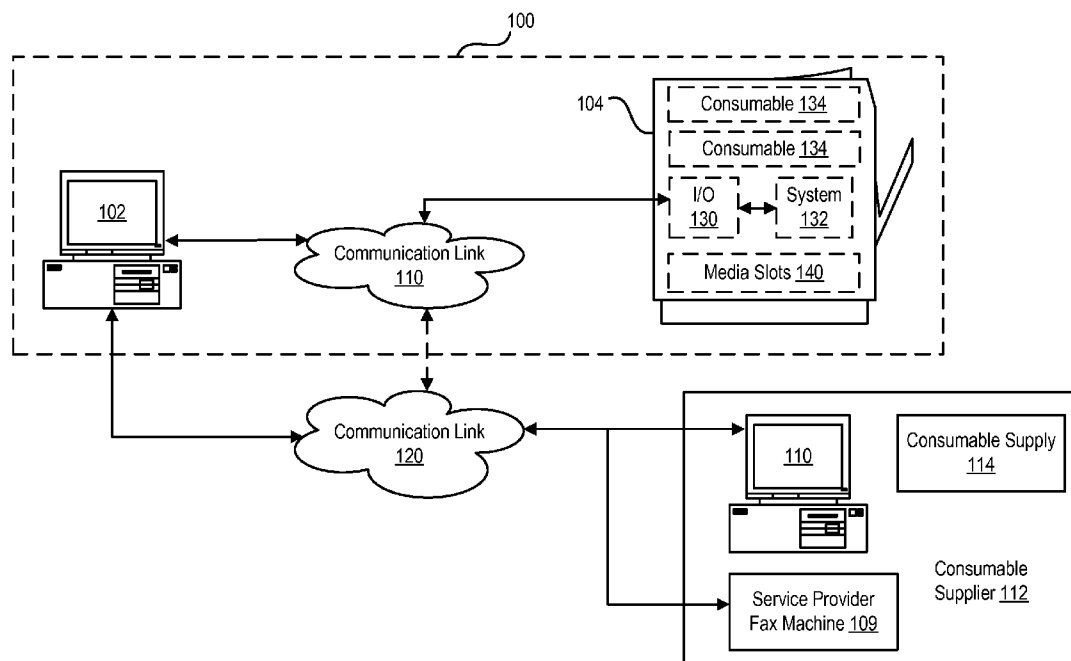 100
104
Consumable 134
Consumable 134
I/O
130
System
132
Media Slots 140
102
Communication Link
110
Communication Link
120
110
Consumable Supply
114
Consumable
Supplier 112
Service Provider
Fax Machine 109